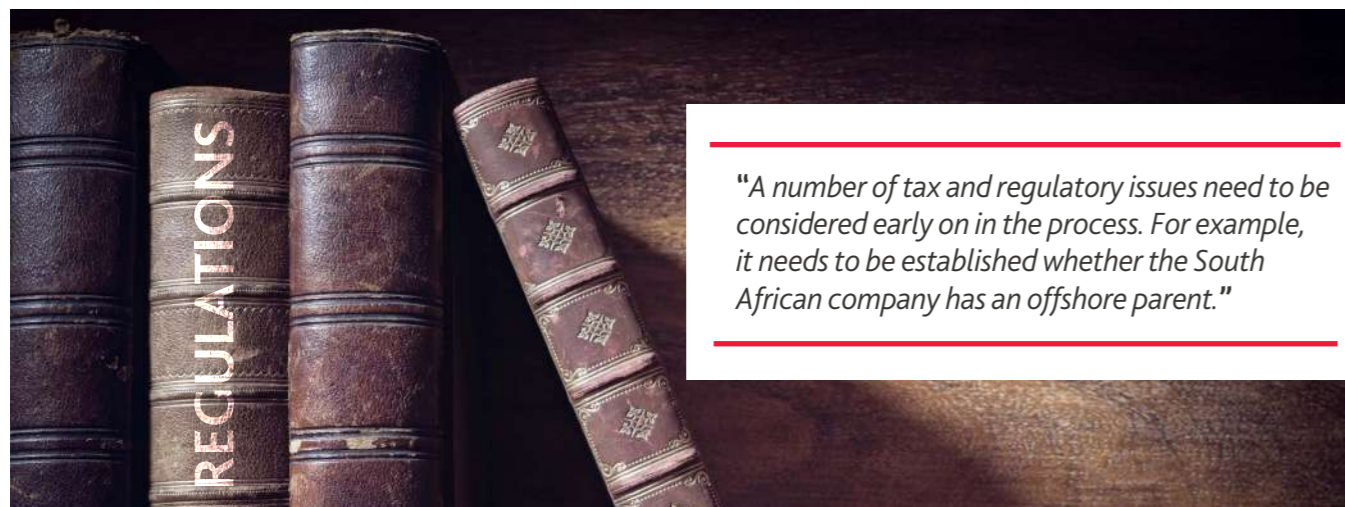 REGULATIONS
“A number of tax and regulatory issues need to be
considered early on in the process. For example,
it needs to be established whether the South
African company has an offshore parent.”